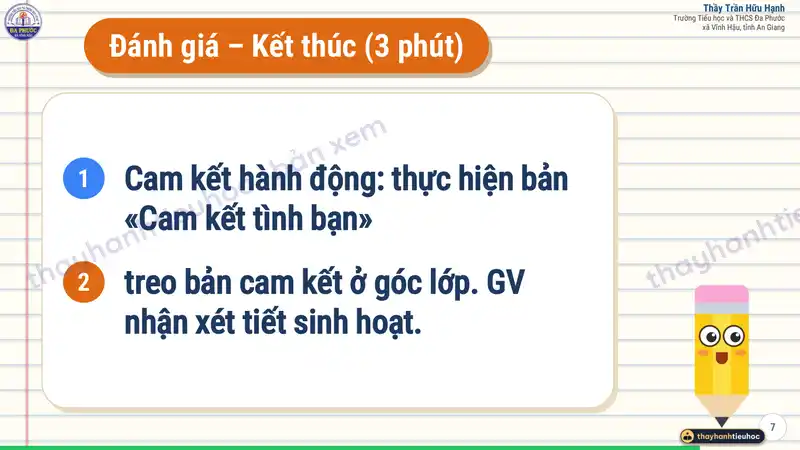 Thầy Trần Hữu Hạnh
Trường Tiểu học và THCS Đa Phước
xã Vĩnh Hậu, tỉnh An Giang
ĐA PHƯỚC
Đánh giá – Kết thúc (3 phút)
1
Cam kết hành động: thực hiện bản
«Cam kết tình bạn»
2
treo bản cam kết ở góc lớp. GV
nhận xét tiết sinh hoạt.
thayhanhtieuhoc
7